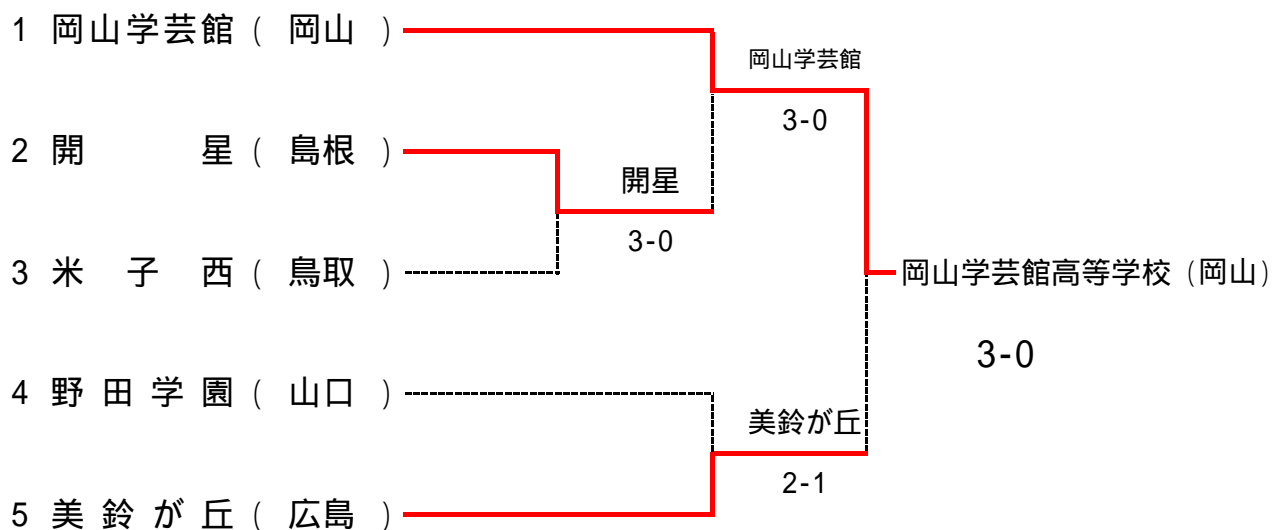 1 岡山学芸館 ( 岡山 )
岡山学芸館
3-0
2 開 星 ( 島根 )
開星
3-0
3 米 子 西 ( 鳥取 )
岡山学芸館高等学校 (岡山)
3-0
4 野 田 学 園 ( 山口 )
美鈴が丘
2-1
5 美 鈴 が 丘 ( 広島 )